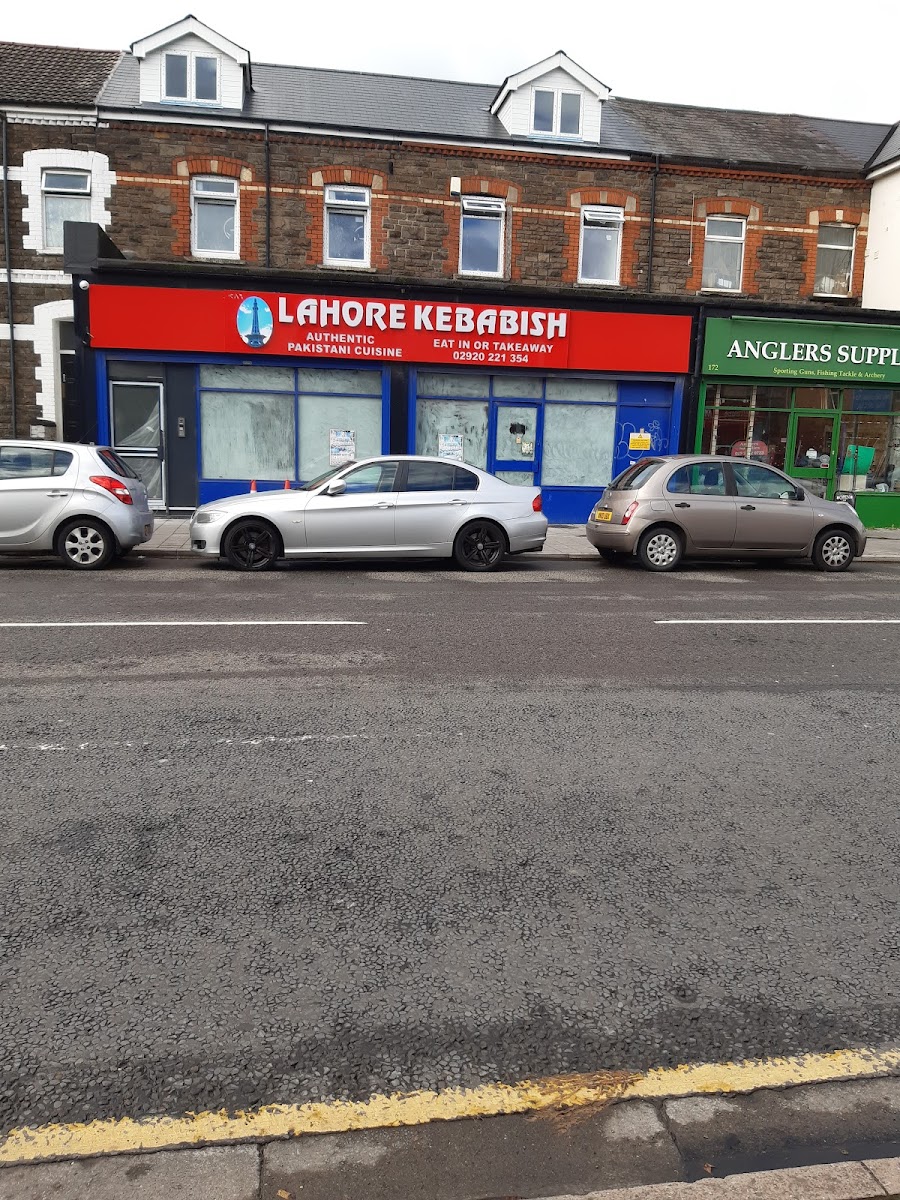 LAHORE KEBABISH
AUTHENTIC
PAKISTANI CUISINE
EAT IN OR TAKEAWAY
02920 221 354
ANGLERS SUPPL
172
Sporting Guns, Fishing Tackle & Archery